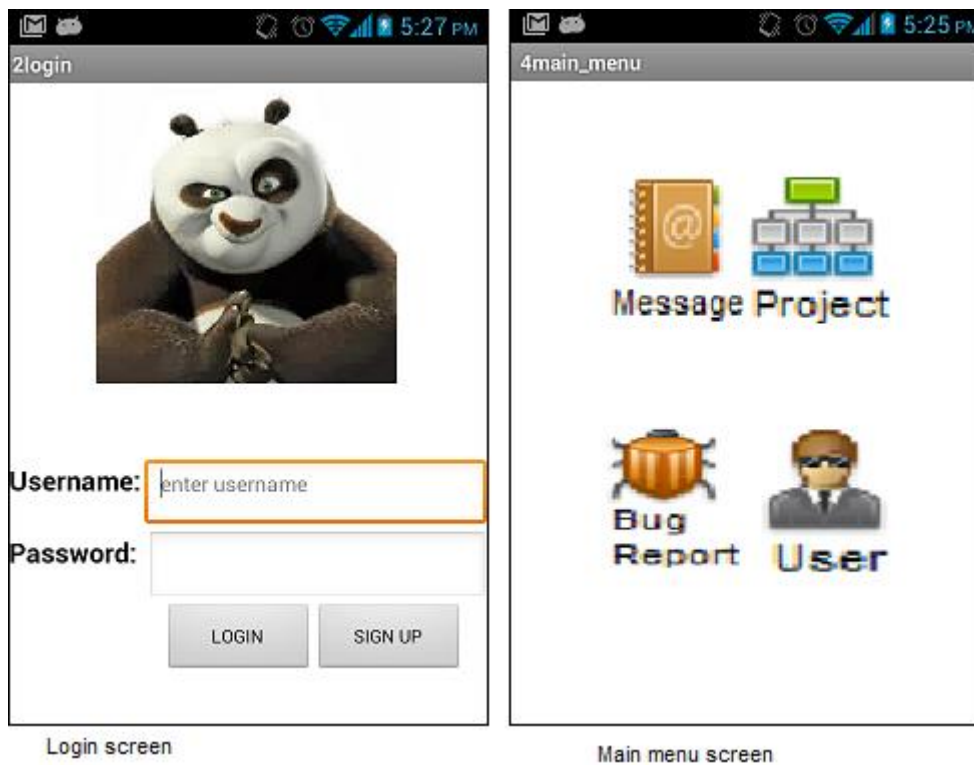 5:27 PM
2login
Username:
enter username
Password:
LOGIN
SIGN UP
Login screen
5:25 PM
4main_menu
Message
Project
@
Bug
Report
User
Main menu screen